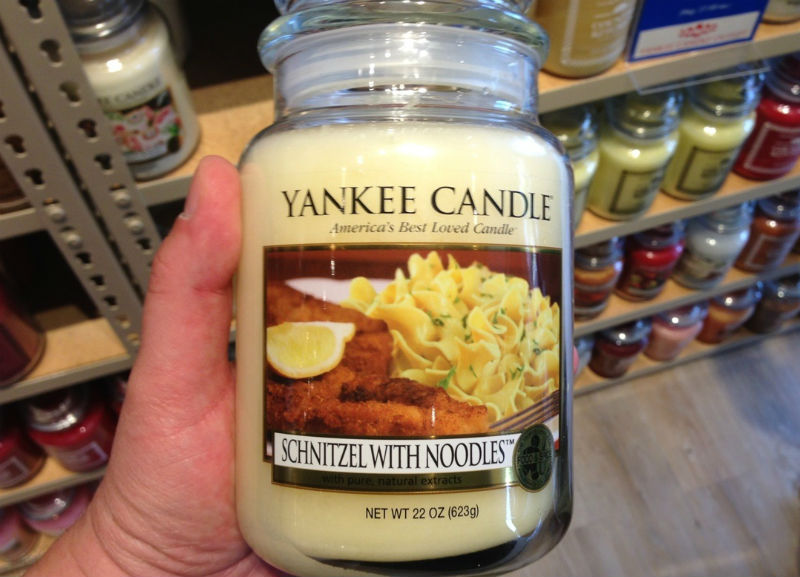 YANKEE CANDLE
America's Best Loved Candle
SCHNITZEL WITH NOODLES™
with pure, natural extracts
NET WT 22 OZ (623g)